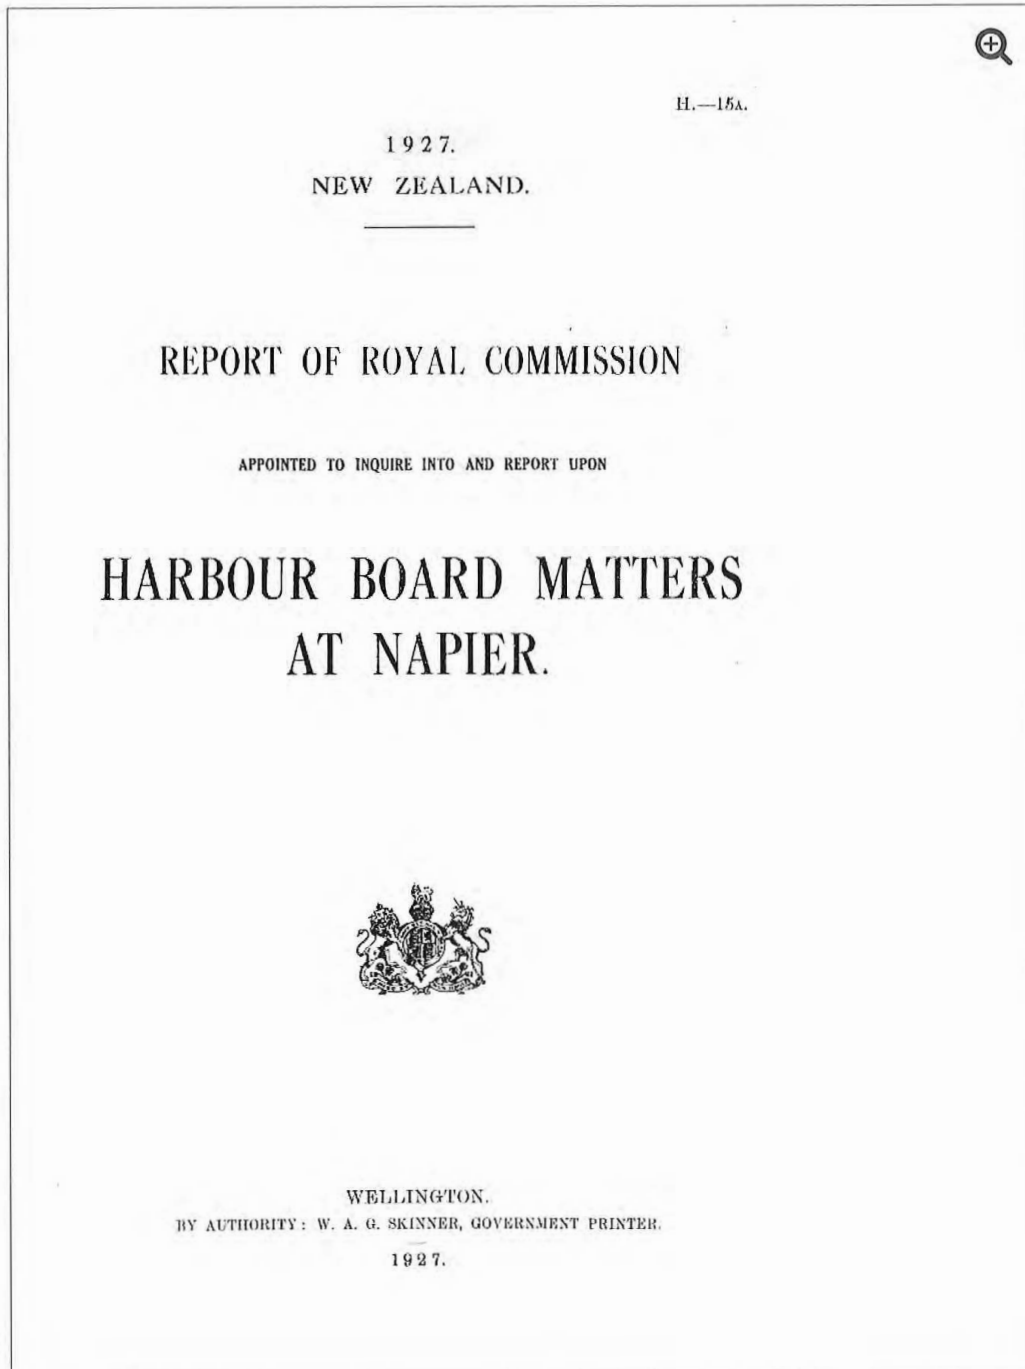 H.—15A.
1927.
NEW ZEALAND.
REPORT OF ROYAL COMMISSION
APPOINTED TO INQUIRE INTO AND REPORT UPON
HARBOUR BOARD MATTERS
AT NAPIER.
WELLINGTON.
BY AUTHORITY: W. A. G. SKINNER, GOVERNMENT PRINTER.
1927.